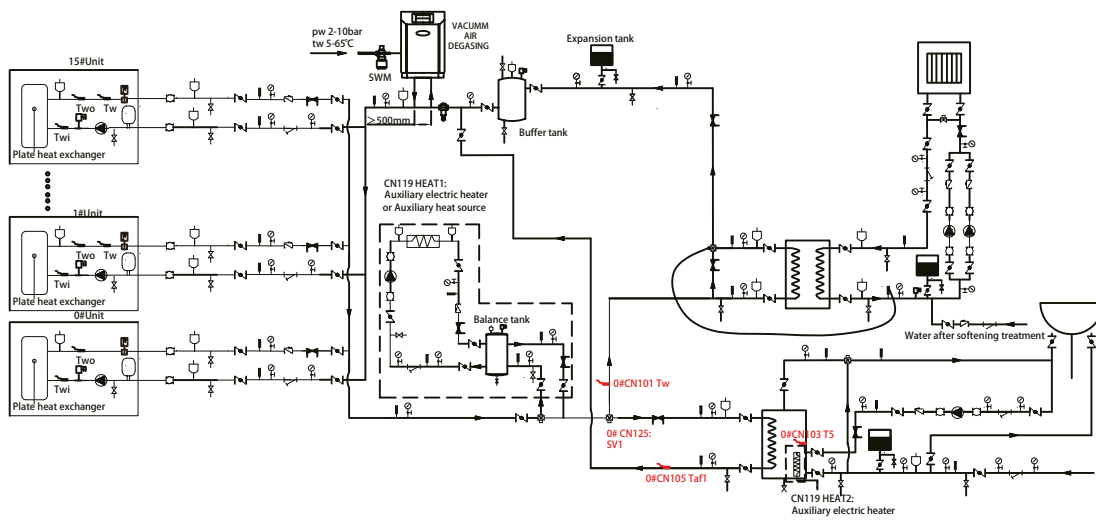 pw 2-10bar
tw 5-65℃
SWM
VACUMM
AIR
DEGASING
Expansion tank
Buffer tank
>500mm
15#Unit
Two
Tw
Twi
Plate heat exchanger
1#Unit
Two
Tw
Twi
Plate heat exchanger
0#Unit
Two
Tw
Twi
Plate heat exchanger
CN119 HEAT1:
Auxiliary electric heater
or Auxiliary heat source
Balance tank
Water after softening treatment
0#CN101 Tw
0# CN125:
SV1
0#CN103 T5
0#CN105 Taf1
CN119 HEAT2:
Auxiliary electric heater